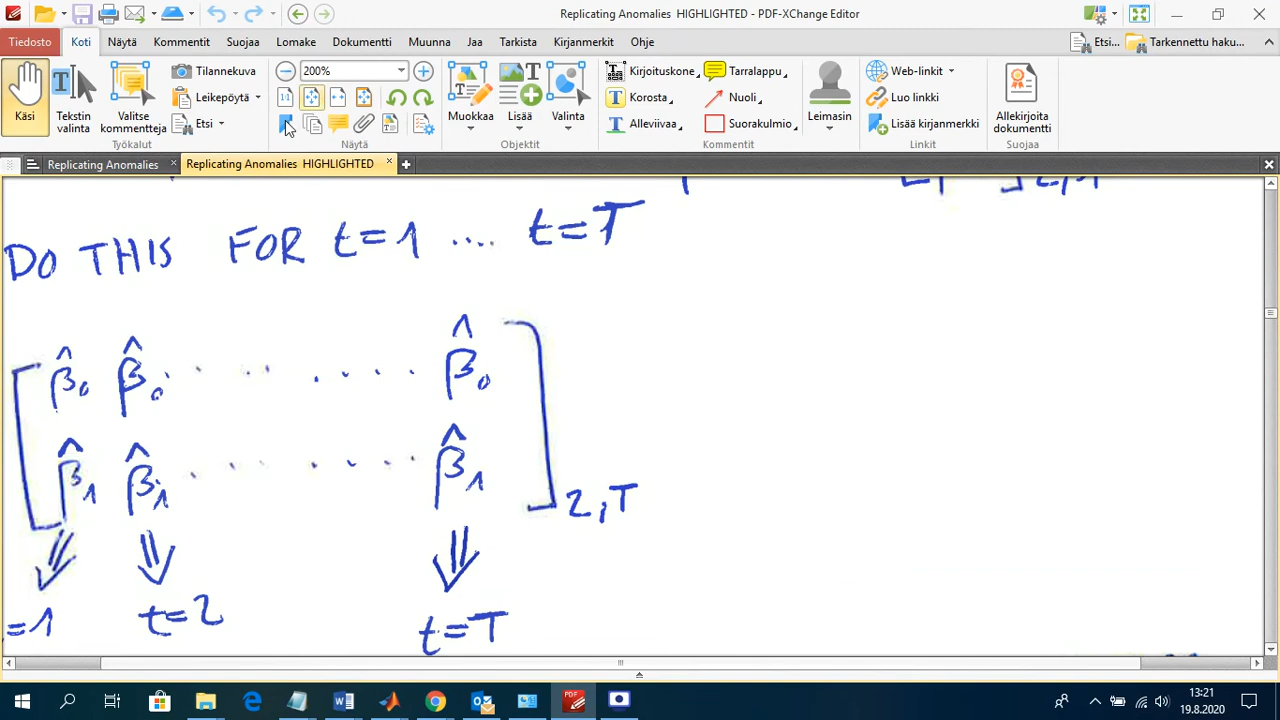 Replicating Anomalies HIGHLIGHTED - PDF-XChange Editor
Tiedosto Koti Näytä Kommentit Suojaa Lomake Dokumentti Muunna Jaa Tarkista Kirjanmerkit Ohje Etsi... Tarkennettu haku...
Käsi
Tekstin valinta
Valitse kommentteja
Tilannekuva
Leikepöytä
Etsi
Työkalut
200%
Näytä
Muokkaa
Lisää
Valinta
Objektit
Kirjoituskone
Korosta
Alleviivaa
Tarralappu
Nuoli
Suorakulmio
Kommentit
Leimasin
Web-linkit
Luo linkki
Lisää kirjanmerkki
Linkit
Allekirjoita dokumentti
Suojaa
Replicating Anomalies × Replicating Anomalies HIGHLIGHTED ×
DO THIS FOR t=1 .... t=T
β̂₀ β̂₀ . . . . . . . . β̂₀
β̂₁ β̂₁ . . . . . . . . β̂₁
2,T
⇓ ⇓ ⇓
=1 t=2 t=T
13:21
19.8.2020